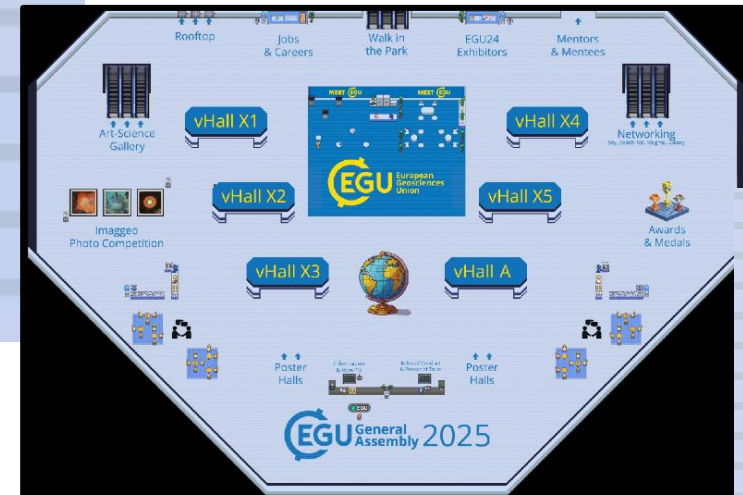 Rooftop
Jobs
& Careers
Walk in
the Park
EGU24
Exhibitors
Mentors
& Mentees
MEET EGU
MEET EGU
Art-Science
Gallery
vHall X1
vHall X4
Networking
EGU European
Geosciences
Union
vHall X2
vHall X5
Imaggeo
Photo Competition
Awards
& Medals
vHall X3
vHall A
Poster
Halls
Poster
Halls
EGU
EGU General
Assembly 2025